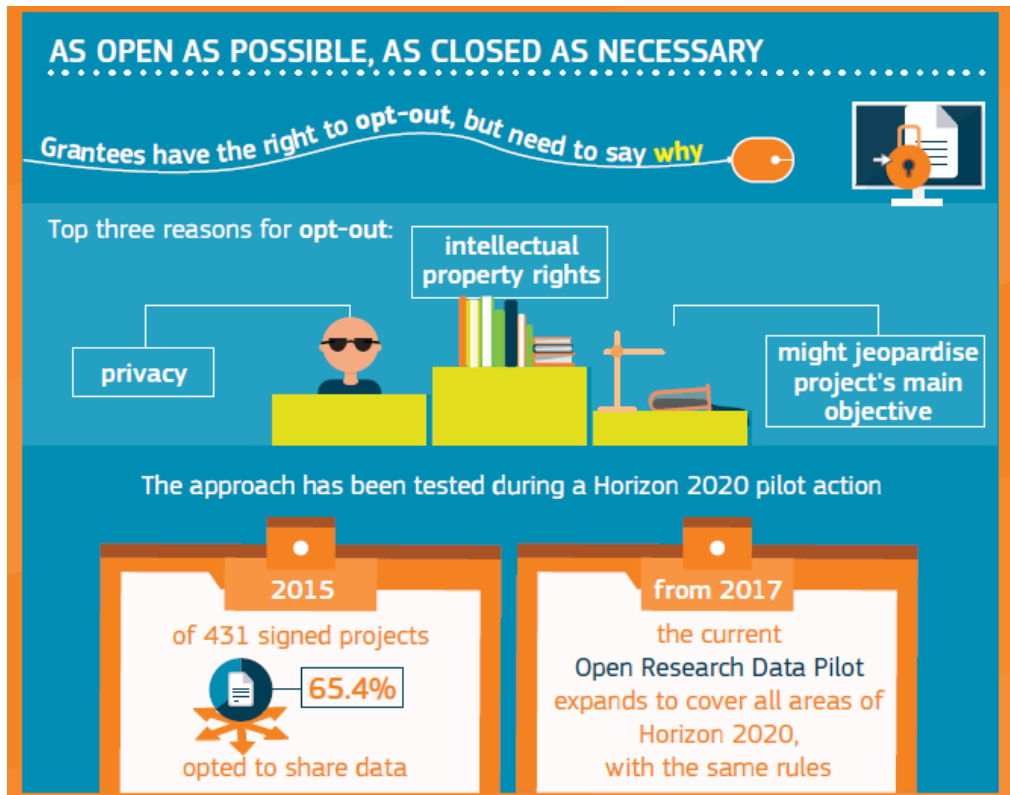 AS OPEN AS POSSIBLE, AS CLOSED AS NECESSARY
Grantees have the right to opt-out, but need to say why
Top three reasons for opt-out:
intellectual
property rights
privacy
might jeopardise
project's main
objective
The approach has been tested during a Horizon 2020 pilot action
2015
of 431 signed projects
65.4%
opted to share data
from 2017
the current
Open Research Data Pilot
expands to cover all areas of
Horizon 2020,
with the same rules